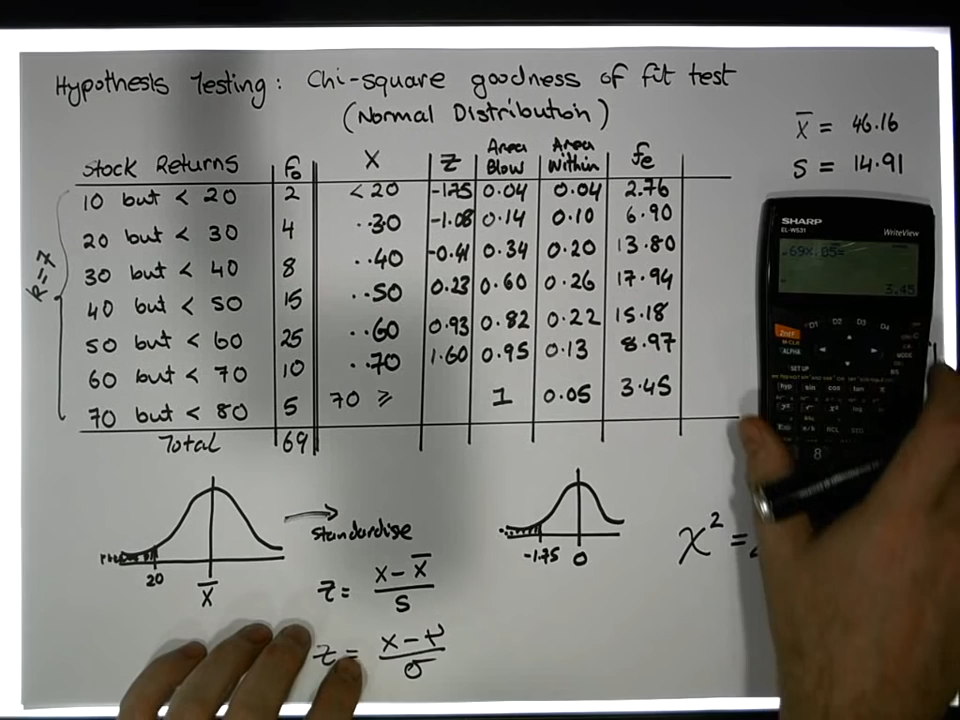 Hypothesis Testing: Chi-square goodness of fit test
(Normal Distribution)
x̄ = 46.16
s = 14.91
Stock Returns fo X Z Area Blow Area Within fe
10 but < 20 2 < 20 -1.75 0.04 0.04 2.76
20 but < 30 4 ..30 -1.08 0.14 0.10 6.90
30 but < 40 8 ..40 -0.41 0.34 0.20 13.80
40 but < 50 15 ..50 0.23 0.60 0.26 17.94
50 but < 60 25 ..60 0.93 0.82 0.22 15.18
60 but < 70 10 ..70 1.60 0.95 0.13 8.97
70 but < 80 5 70 ≥ 1 0.05 3.45
Total 69
k=7
SHARP
EL-W531 WriteView
69x.05=
3.45
20
x̄
standardise
z = (x-x̄)/s
z = (x-μ)/σ
-1.75 0
χ² =